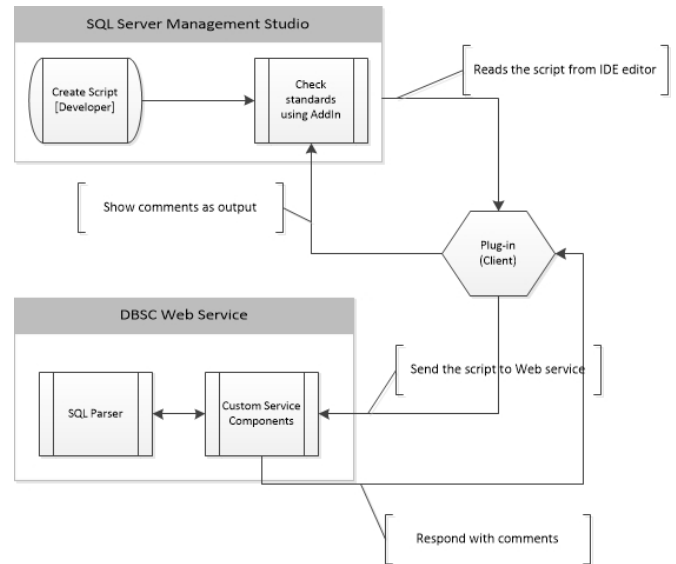 SQL Server Management Studio
Create Script
[Developer]
Check
standards
using AddIn
Reads the script from IDE editor
Show comments as output
Plug-in
(Client)
DBSC Web Service
Send the script to Web service
SQL Parser
Custom Service
Components
Respond with comments